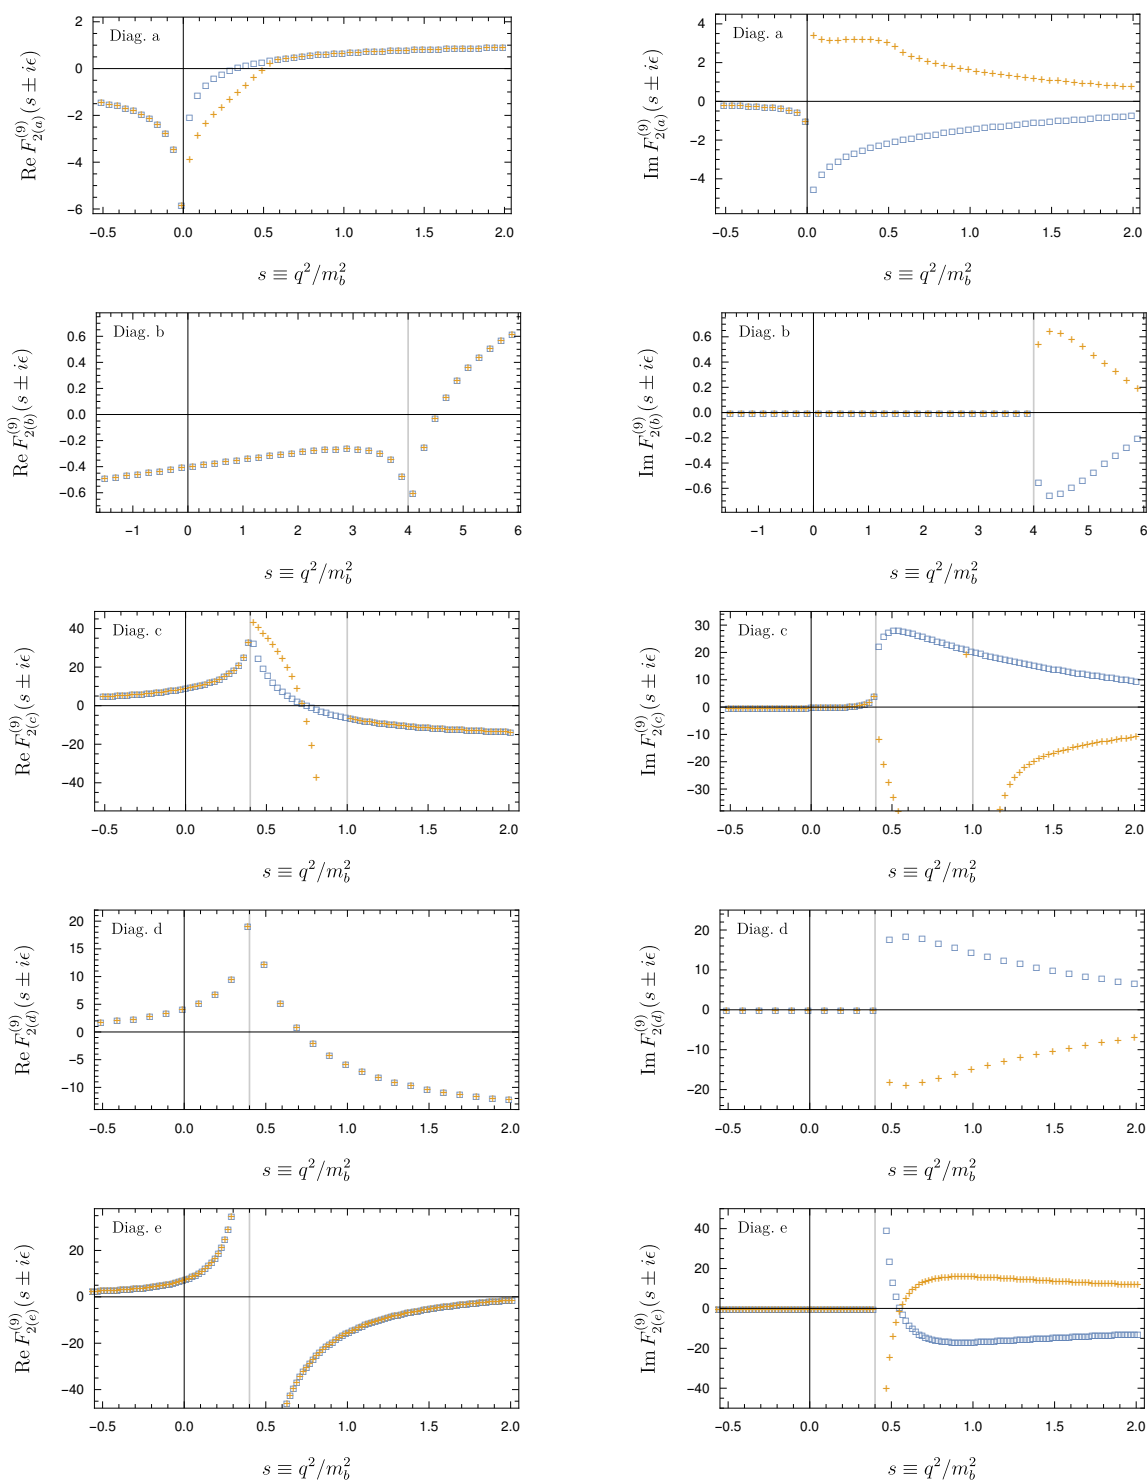 Diag. a
Re F_{2(a)}^{(9)}(s ± iϵ)
2
0
−2
−4
−6
−0.5 0.0 0.5 1.0 1.5 2.0
s ≡ q²/m_b²
Diag. a
Im F_{2(a)}^{(9)}(s ± iϵ)
4
2
0
−2
−4
−0.5 0.0 0.5 1.0 1.5 2.0
s ≡ q²/m_b²
Diag. b
Re F_{2(b)}^{(9)}(s ± iϵ)
0.6
0.4
0.2
0.0
−0.2
−0.4
−0.6
−1 0 1 2 3 4 5 6
s ≡ q²/m_b²
Diag. b
Im F_{2(b)}^{(9)}(s ± iϵ)
0.6
0.4
0.2
0.0
−0.2
−0.4
−0.6
−1 0 1 2 3 4 5 6
s ≡ q²/m_b²
Diag. c
Re F_{2(c)}^{(9)}(s ± iϵ)
40
20
0
−20
−40
−0.5 0.0 0.5 1.0 1.5 2.0
s ≡ q²/m_b²
Diag. c
Im F_{2(c)}^{(9)}(s ± iϵ)
30
20
10
0
−10
−20
−30
−0.5 0.0 0.5 1.0 1.5 2.0
s ≡ q²/m_b²
Diag. d
Re F_{2(d)}^{(9)}(s ± iϵ)
20
15
10
5
0
−5
−10
−0.5 0.0 0.5 1.0 1.5 2.0
s ≡ q²/m_b²
Diag. d
Im F_{2(d)}^{(9)}(s ± iϵ)
20
10
0
−10
−20
−0.5 0.0 0.5 1.0 1.5 2.0
s ≡ q²/m_b²
Diag. e
Re F_{2(e)}^{(9)}(s ± iϵ)
20
0
−20
−40
−0.5 0.0 0.5 1.0 1.5 2.0
s ≡ q²/m_b²
Diag. e
Im F_{2(e)}^{(9)}(s ± iϵ)
40
20
0
−20
−40
−0.5 0.0 0.5 1.0 1.5 2.0
s ≡ q²/m_b²